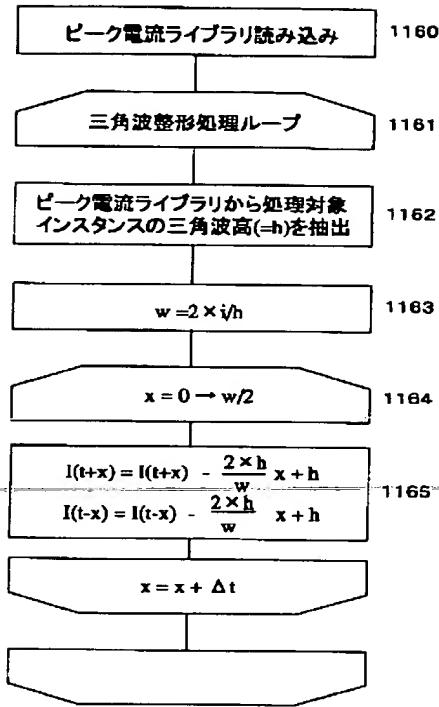 ピーク電流ライブラリ読み込み 1160
三角波整形処理ループ 1161
ピーク電流ライブラリから処理対象
インスタンスの三角波高(=h)を抽出 1162
w =2 × i/h 1163
x = 0 → w/2 1164
I(t+x) = I(t+x) - 2 × h/w x + h
I(t-x) = I(t-x) - 2 × h/w x + h 1165
x = x + Δt